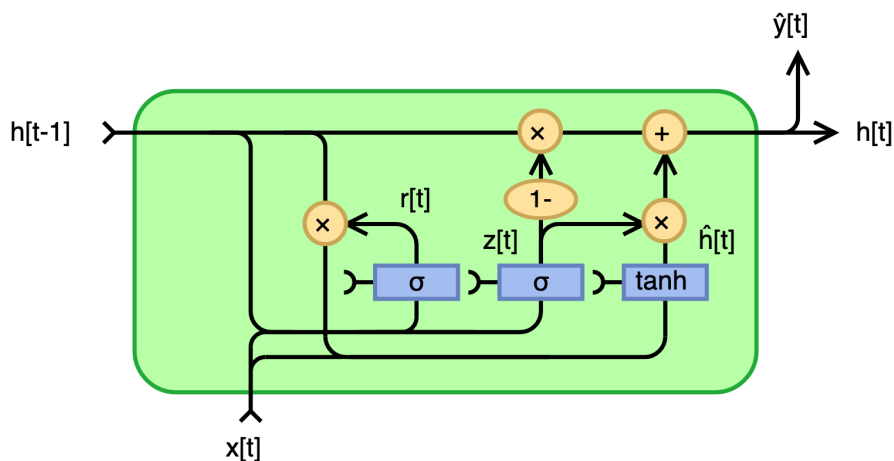 ŷ[t]
h[t-1]
×
+
h[t]
r[t]
1-
×
z[t]
×
ĥ[t]
σ
σ
tanh
x[t]